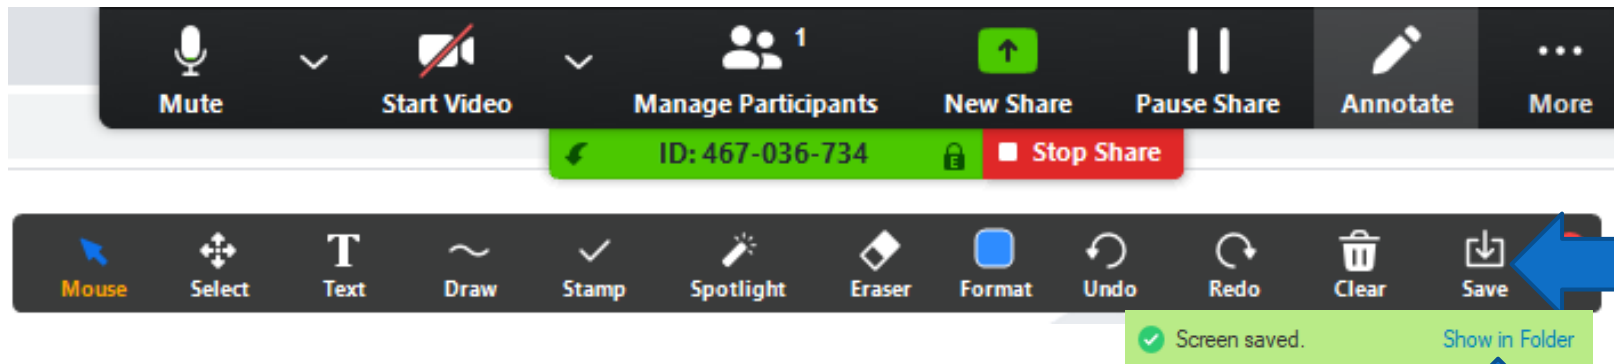 1
Mute Start Video Manage Participants New Share Pause Share Annotate More
ID: 467-036-734 E Stop Share
T
Mouse Select Text Draw Stamp Spotlight Eraser Format Undo Redo Clear Save
Screen saved. Show in Folder